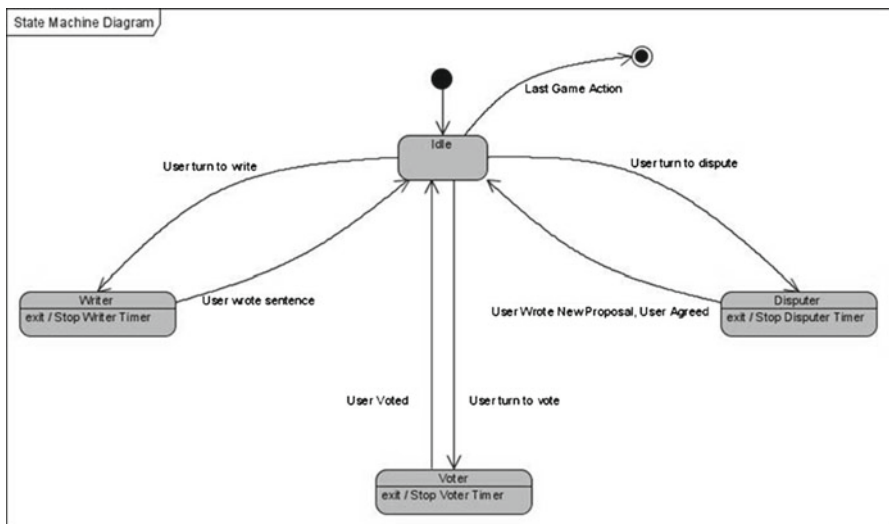 State Machine Diagram
Last Game Action
Idle
User turn to write
User turn to dispute
Writer
exit / Stop Writer Timer
User wrote sentence
User Wrote New Proposal, User Agreed
Disputer
exit / Stop Disputer Timer
User Voted
User turn to vote
Voter
exit / Stop Voter Timer